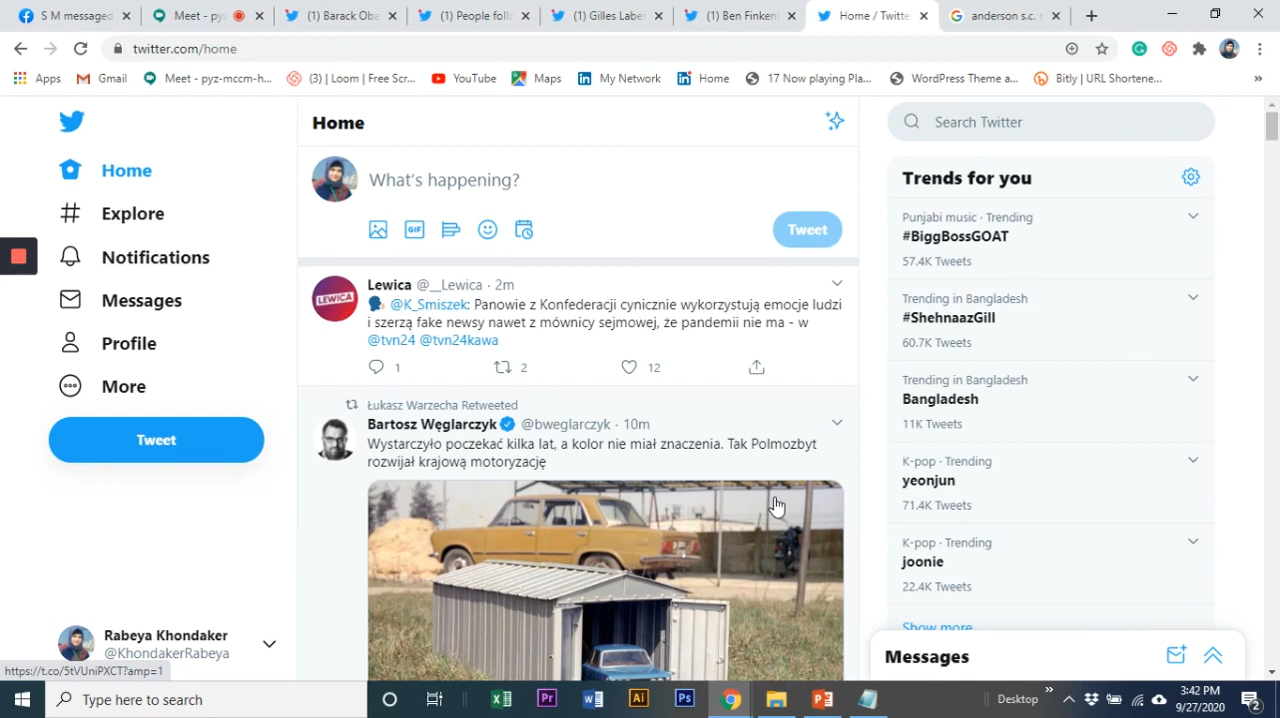 S M messaged
Meet - pyz
(1) Barack Oba
(1) People foll
(1) Gilles Labe
(1) Ben Finken
Home / Twitte
anderson s.c. r
twitter.com/home
Apps
Gmail
Meet - pyz-mccm-h...
(3) | Loom | Free Scr...
YouTube
Maps
My Network
Home
17 Now playing Pla...
WordPress Theme a...
Bitly | URL Shortene...
»
Home
Explore
Notifications
Messages
Profile
More
Tweet
Rabeya Khondaker
@KhondakerRabeya
https://t.co/5tVUniPXCT?amp=1
Home
What's happening?
GIF
Tweet
LEWICA
Lewica @__Lewica · 2m
@K_Smiszek: Panowie z Konfederacji cynicznie wykorzystują emocje ludzi
i szerzą fake newsy nawet z mównicy sejmowej, że pandemii nie ma - w
@tvn24 @tvn24kawa
1 2 12
Łukasz Warzecha Retweeted
Bartosz Węglarczyk @bweglarczyk · 10m
Wystarczyło poczekać kilka lat, a kolor nie miał znaczenia. Tak Polmozbyt
rozwijał krajową motoryzację
Search Twitter
Trends for you
Punjabi music · Trending
#BiggBossGOAT
57.4K Tweets
Trending in Bangladesh
#ShehnaazGill
60.7K Tweets
Trending in Bangladesh
Bangladesh
11K Tweets
K-pop · Trending
yeonjun
71.4K Tweets
K-pop · Trending
joonie
22.4K Tweets
Show more
Messages
Type here to search
Pr
Ai
Ps
Desktop
»
3:42 PM
9/27/2020
2